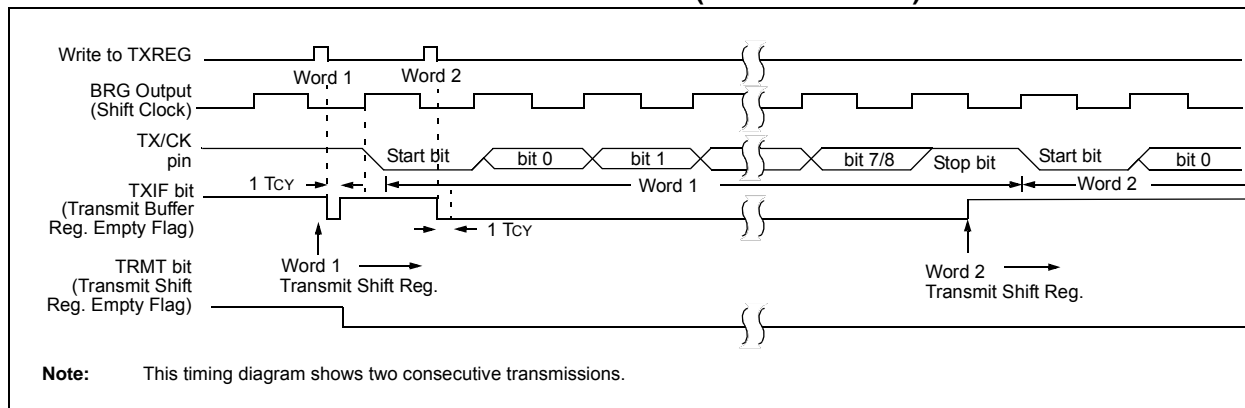 Write to TXREG
Word 1
Word 2
BRG Output
(Shift Clock)
TX/CK
pin
Start bit
bit 0
bit 1
bit 7/8
Stop bit
Start bit
bit 0
1 TCY
Word 1
Word 2
TXIF bit
(Transmit Buffer
Reg. Empty Flag)
1 TCY
Word 1
Transmit Shift Reg.
Word 2
Transmit Shift Reg.
TRMT bit
(Transmit Shift
Reg. Empty Flag)
Note: This timing diagram shows two consecutive transmissions.